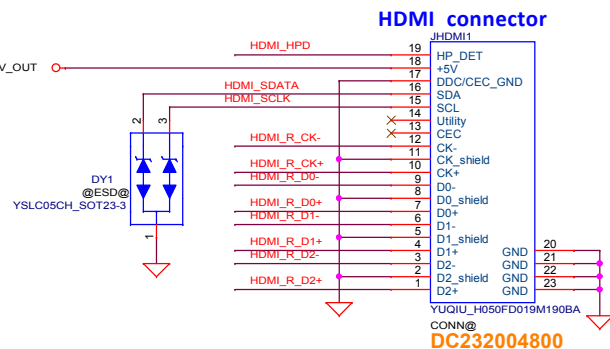 HDMI connector
JHDMI1
HDMI_HPD 19 HP_DET
V_OUT 18 +5V
17 DDC/CEC_GND
HDMI_SDATA 16 SDA
HDMI_SCLK 15 SCL
14 Utility
13 CEC
HDMI_R_CK- 12 CK-
11 CK_shield
HDMI_R_CK+ 10 CK+
HDMI_R_D0- 9 D0-
8 D0_shield
HDMI_R_D0+ 7 D0+
HDMI_R_D1- 6 D1-
5 D1_shield
HDMI_R_D1+ 4 D1+
HDMI_R_D2- 3 D2-
2 D2_shield
HDMI_R_D2+ 1 D2+
GND 20
GND 21
GND 22
GND 23
2 3
DY1
@ESD@
YSLC05CH_SOT23-3
1
YUQIU_H050FD019M190BA
CONN@
DC232004800